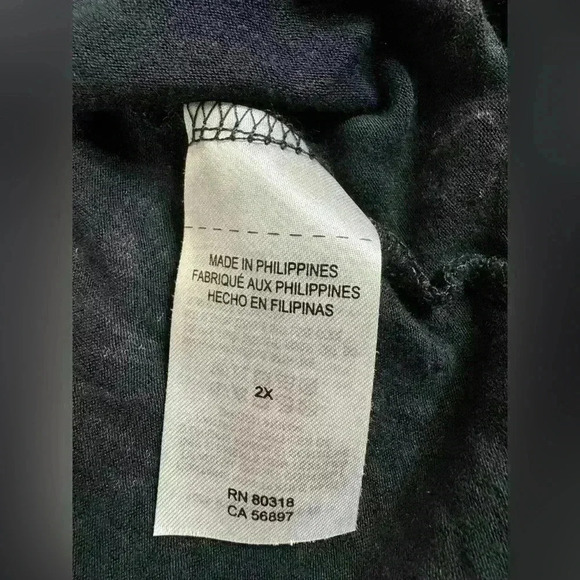 MADE IN PHILIPPINES
FABRIQUÉ AUX PHILIPPINES
HECHO EN FILIPINAS
2X
RN 80318
CA 56897